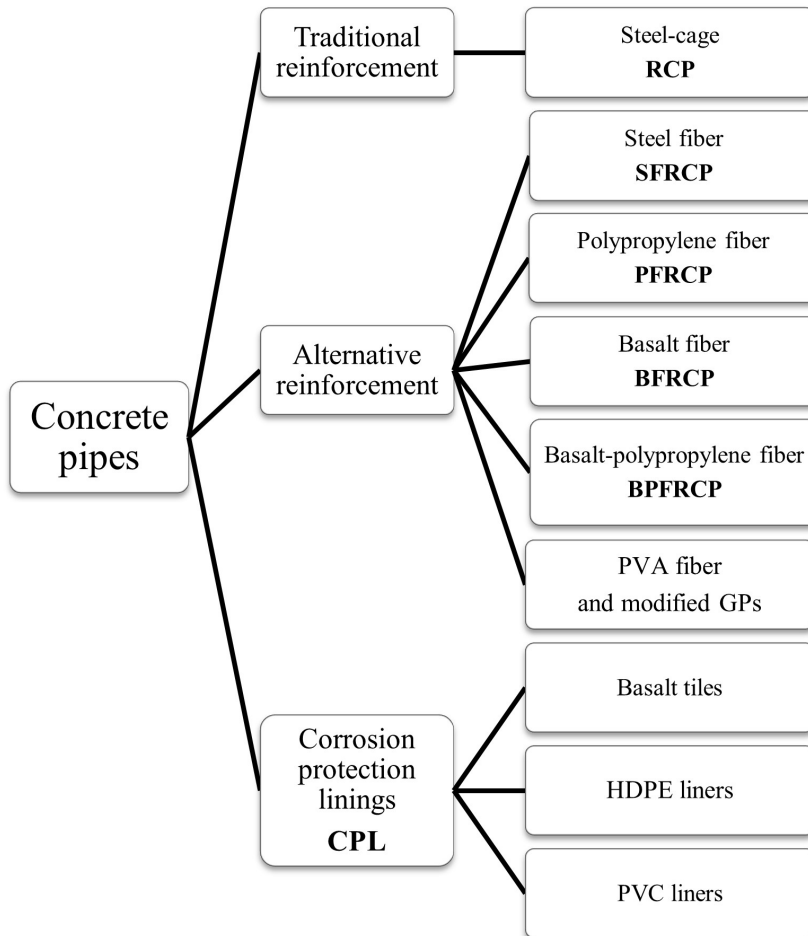 Concrete
pipes
Traditional
reinforcement
Steel-cage
RCP
Alternative
reinforcement
Steel fiber
SFRCP
Polypropylene fiber
PFRCP
Basalt fiber
BFRCP
Basalt-polypropylene fiber
BPFRCP
PVA fiber
and modified GPs
Corrosion
protection
linings
CPL
Basalt tiles
HDPE liners
PVC liners